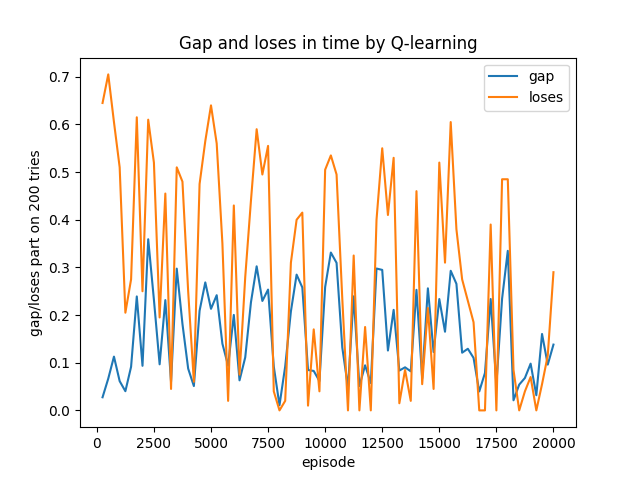 Gap and loses in time by Q-learning
gap
loses
gap/loses part on 200 tries
0.7
0.6
0.5
0.4
0.3
0.2
0.1
0.0
0 2500 5000 7500 10000 12500 15000 17500 20000
episode